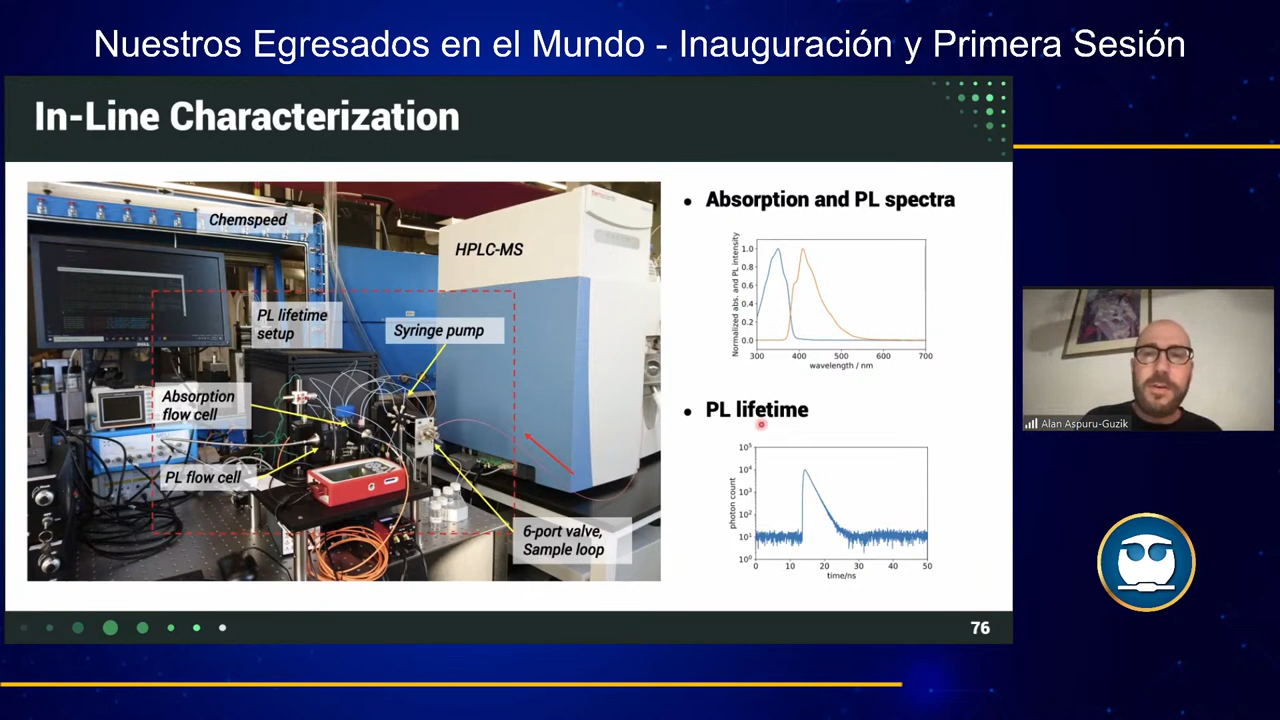 Nuestros Egresados en el Mundo - Inauguración y Primera Sesión
In-Line Characterization
Chemspeed
HPLC-MS
PL lifetime
setup
Syringe pump
Absorption
flow cell
PL flow cell
6-port valve,
Sample loop
• Absorption and PL spectra
Normalized abs. and PL intensity
1.0
0.8
0.6
0.4
0.2
0.0
300 400 500 600 700
wavelength / nm
• PL lifetime
photon count
10⁵
10⁴
10³
10²
10¹
10⁰
0 10 20 30 40 50
time/ns
76
Alan Aspuru-Guzik